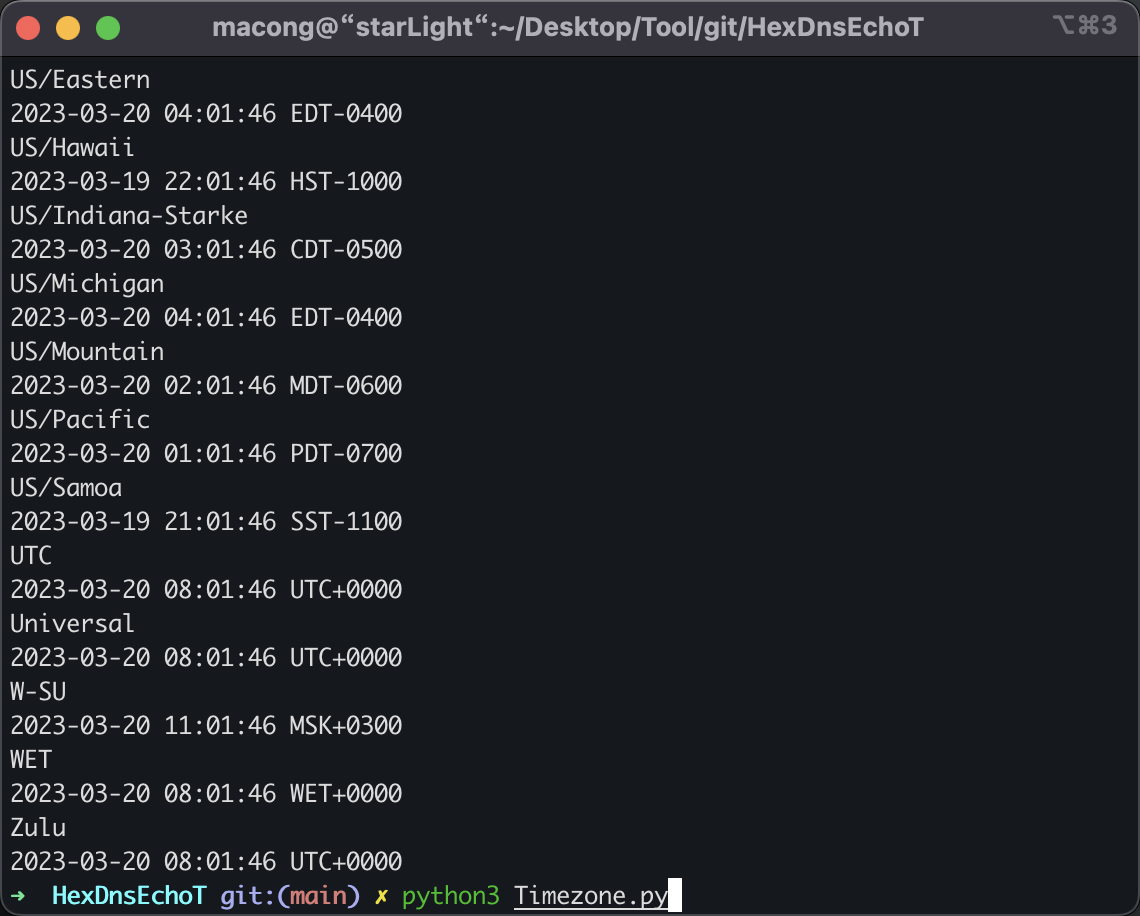 macong@“starLight“:~/Desktop/Tool/git/HexDnsEchoT ⌥⌘3
US/Eastern
2023-03-20 04:01:46 EDT-0400
US/Hawaii
2023-03-19 22:01:46 HST-1000
US/Indiana-Starke
2023-03-20 03:01:46 CDT-0500
US/Michigan
2023-03-20 04:01:46 EDT-0400
US/Mountain
2023-03-20 02:01:46 MDT-0600
US/Pacific
2023-03-20 01:01:46 PDT-0700
US/Samoa
2023-03-19 21:01:46 SST-1100
UTC
2023-03-20 08:01:46 UTC+0000
Universal
2023-03-20 08:01:46 UTC+0000
W-SU
2023-03-20 11:01:46 MSK+0300
WET
2023-03-20 08:01:46 WET+0000
Zulu
2023-03-20 08:01:46 UTC+0000
➜ HexDnsEchoT git:(main) ✗ python3 Timezone.py